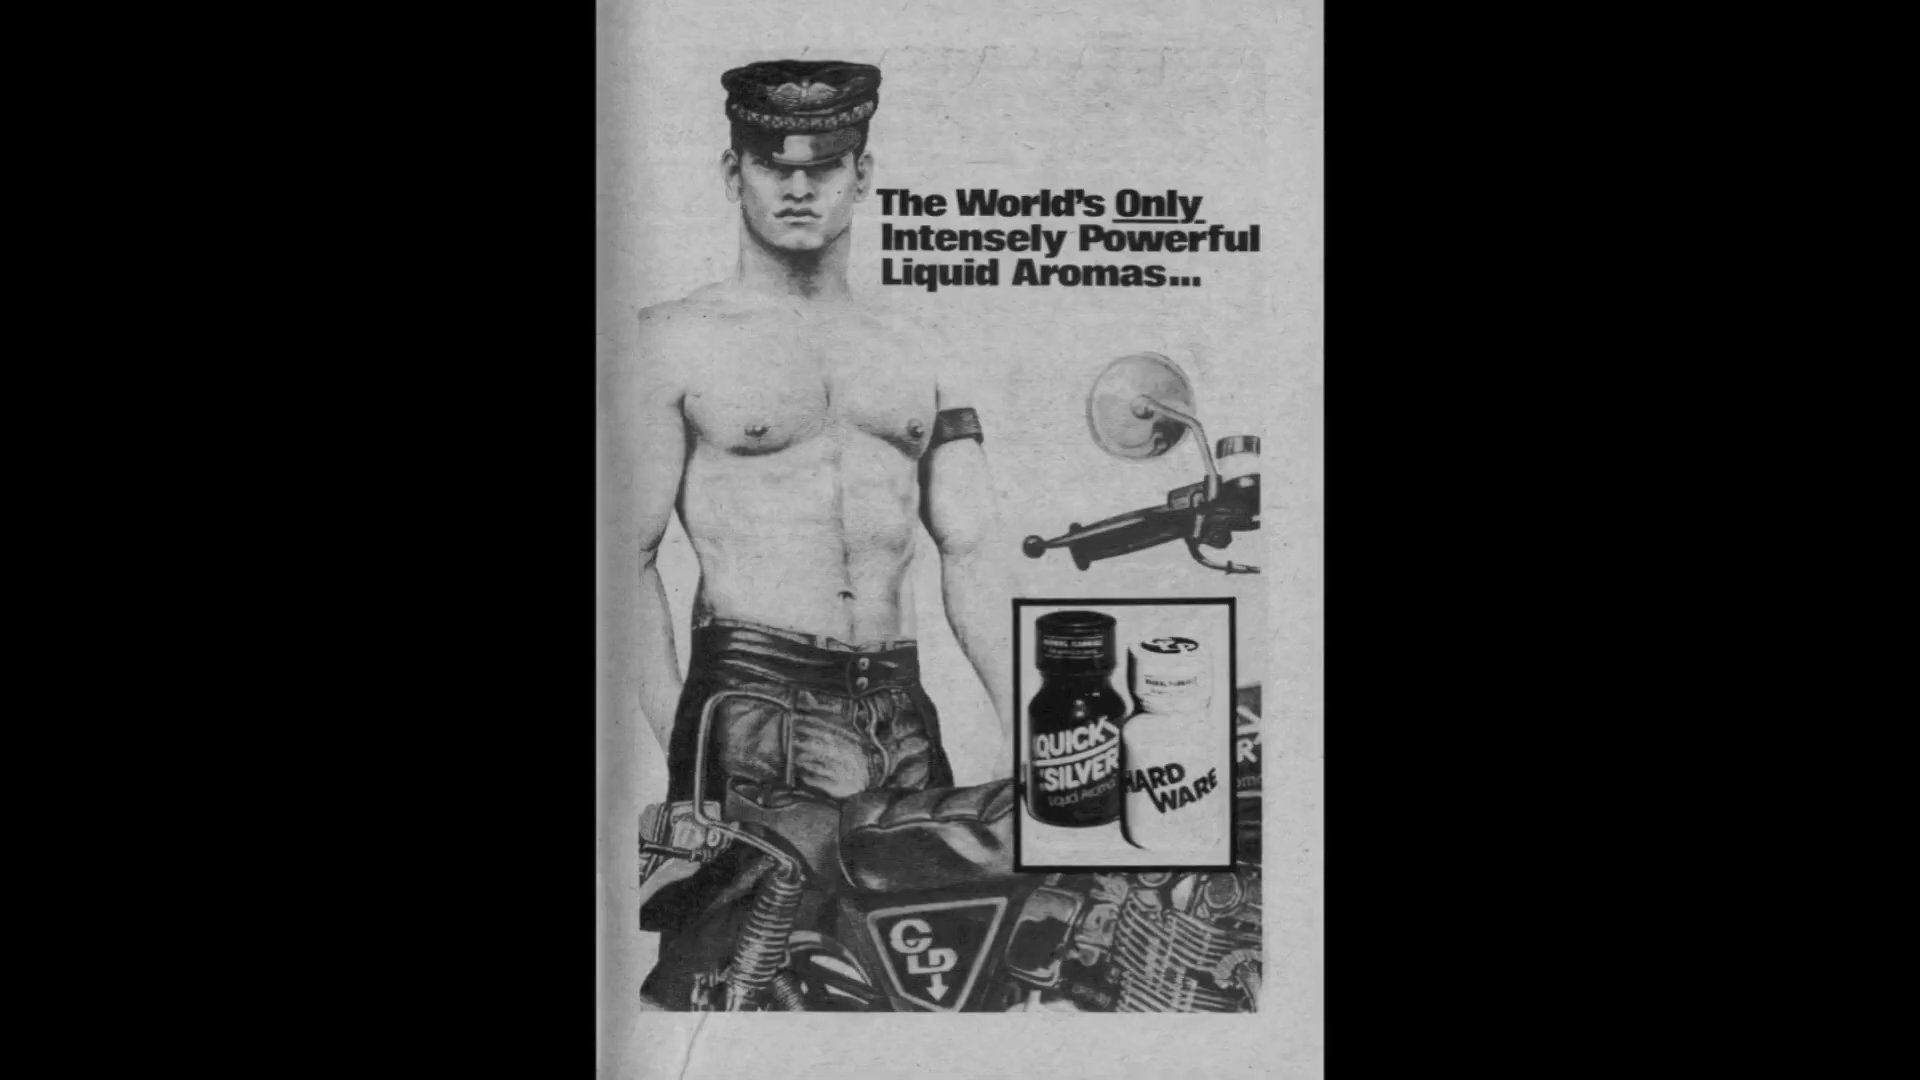 The World's Only
Intensely Powerful
Liquid Aromas...
QUICK
SILVER
Liquid Aroma
HARD
WARE
R